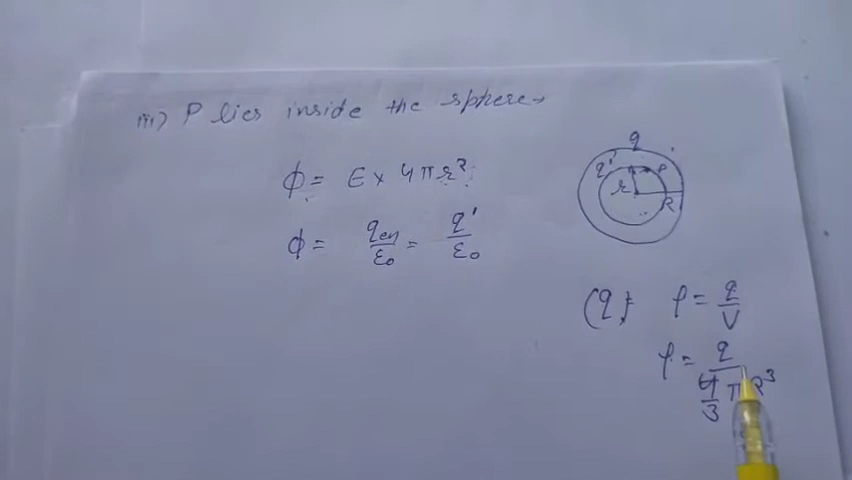 iii) P lies inside the sphere→
ϕ = E × 4πr²
ϕ = qen/ε₀ = q'/ε₀
q
q' P
r
R
(q) ρ = q/V
ρ = q/(4/3 πR³)